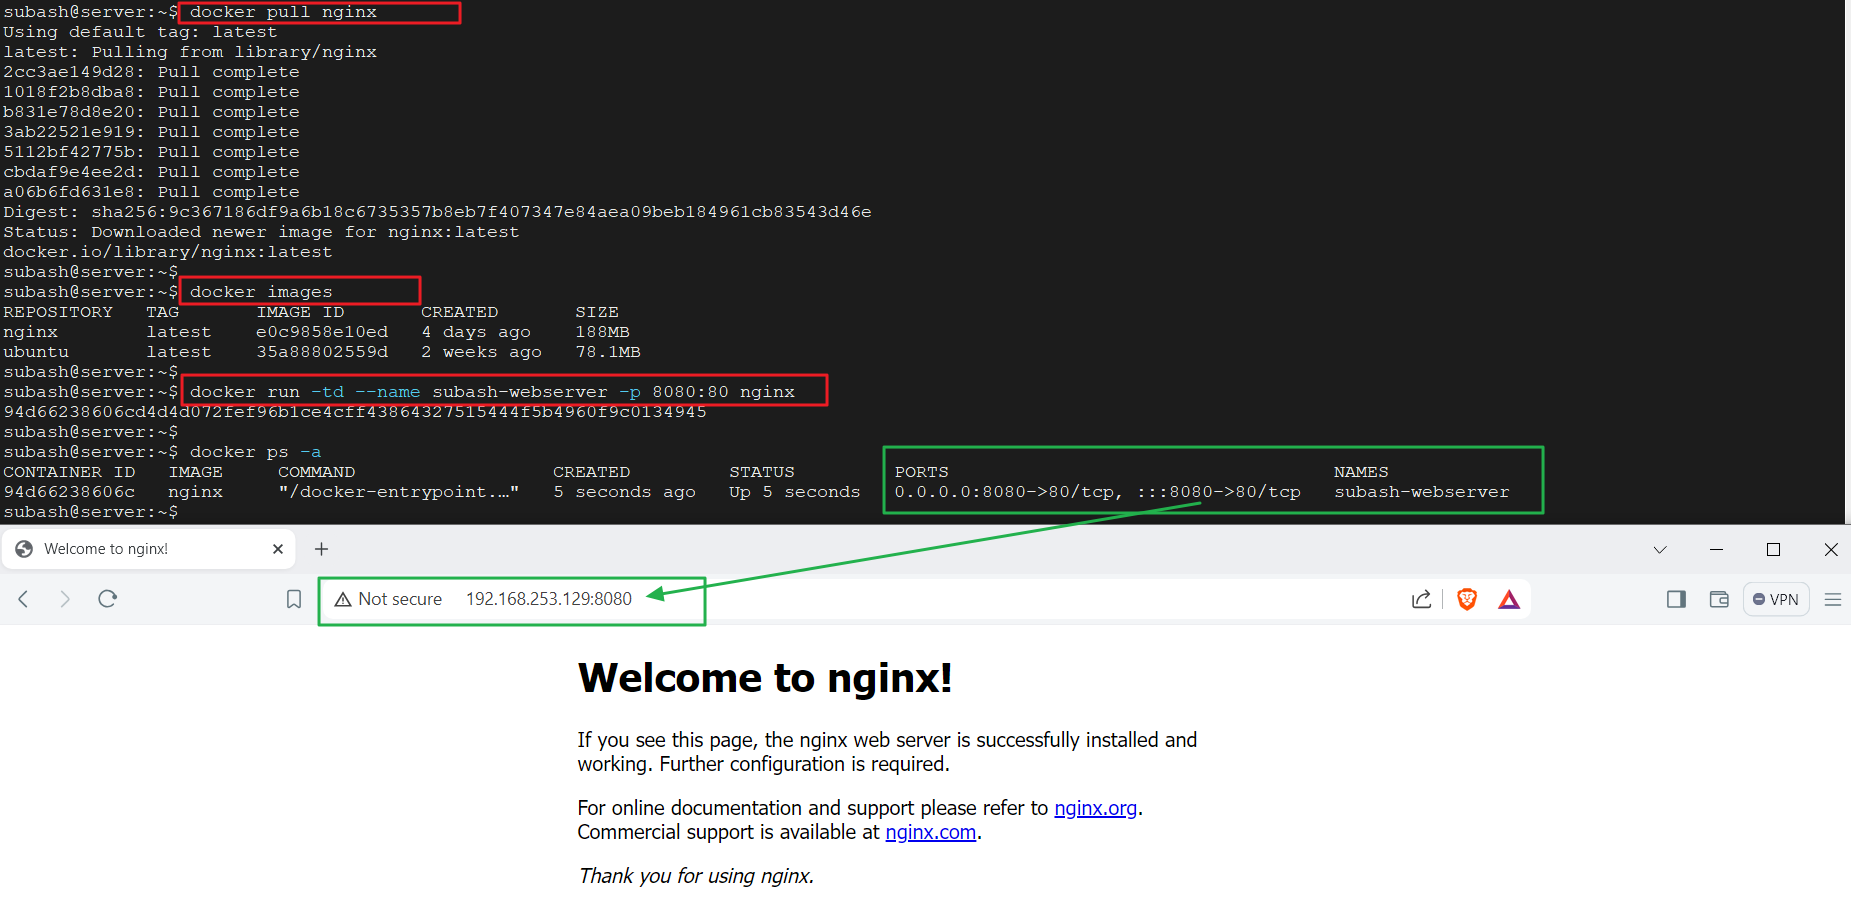 subash@server:~$ docker pull nginx
Using default tag: latest
latest: Pulling from library/nginx
2cc3ae149d28: Pull complete
1018f2b8dba8: Pull complete
b831e78d8e20: Pull complete
3ab22521e919: Pull complete
5112bf42775b: Pull complete
cbdaf9e4ee2d: Pull complete
a06b6fd631e8: Pull complete
Digest: sha256:9c367186df9a6b18c6735357b8eb7f407347e84aea09beb184961cb83543d46e
Status: Downloaded newer image for nginx:latest
docker.io/library/nginx:latest
subash@server:~$
subash@server:~$ docker images
REPOSITORY   TAG       IMAGE ID       CREATED       SIZE
nginx        latest    e0c9858e10ed   4 days ago    188MB
ubuntu       latest    35a88802559d   2 weeks ago   78.1MB
subash@server:~$
subash@server:~$ docker run -td --name subash-webserver -p 8080:80 nginx
94d66238606cd4d4d072fef96b1ce4cff43864327515444f5b4960f9c0134945
subash@server:~$
subash@server:~$ docker ps -a
CONTAINER ID   IMAGE     COMMAND                  CREATED         STATUS         PORTS                                   NAMES
94d66238606c   nginx     "/docker-entrypoint.…"   5 seconds ago   Up 5 seconds   0.0.0.0:8080->80/tcp, :::8080->80/tcp   subash-webserver
subash@server:~$
Welcome to nginx!
Not secure 192.168.253.129:8080 VPN
Welcome to nginx!
If you see this page, the nginx web server is successfully installed and
working. Further configuration is required.
For online documentation and support please refer to nginx.org.
Commercial support is available at nginx.com.
Thank you for using nginx.